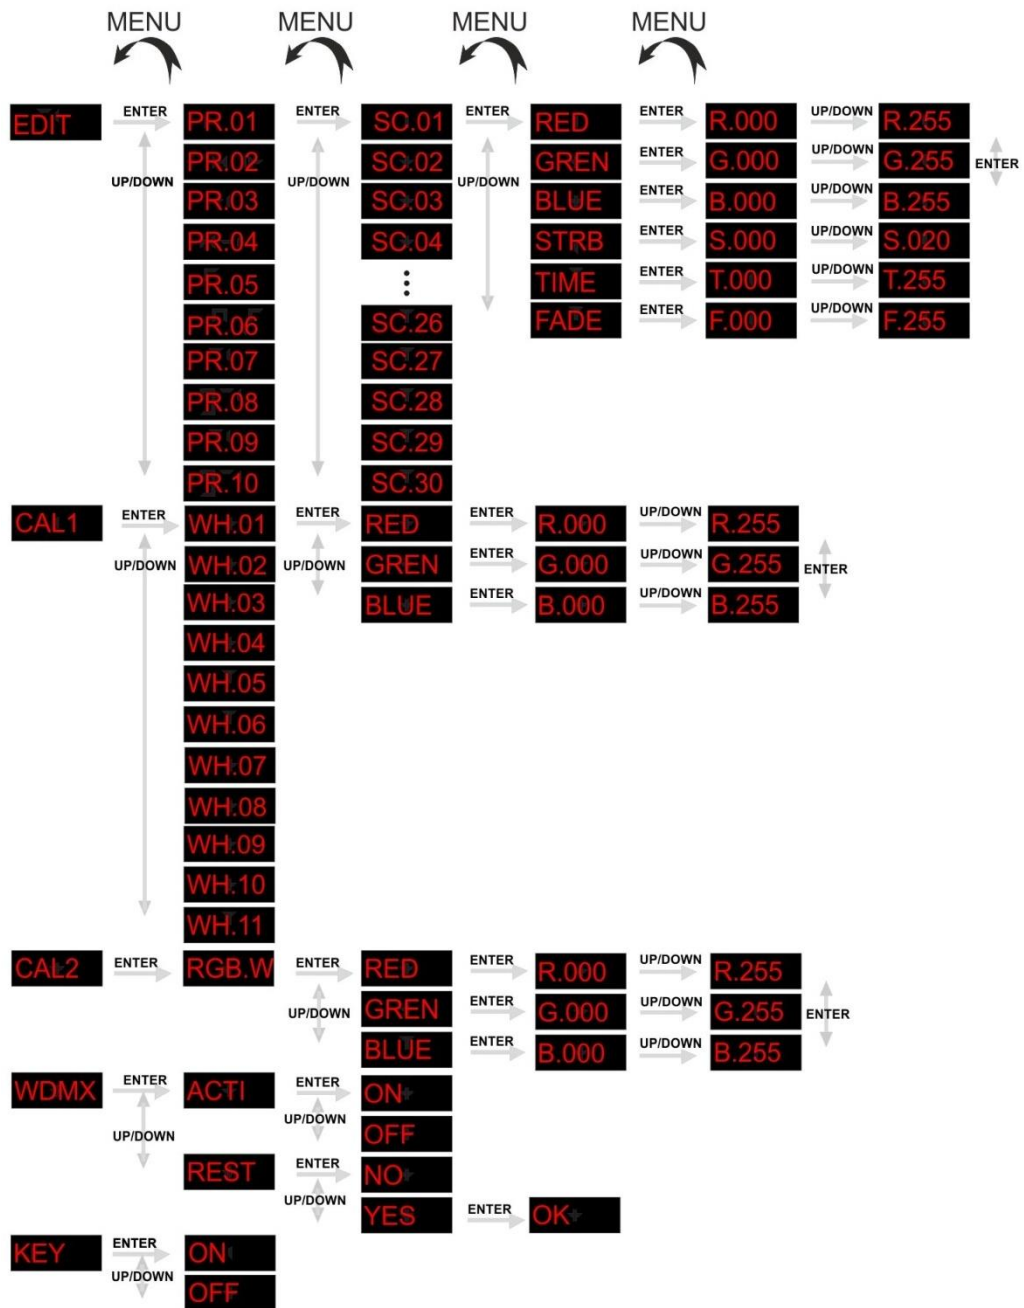 MENU MENU MENU MENU
EDIT ENTER PR.01 ENTER SC.01 ENTER RED ENTER R.000 UP/DOWN R.255
UP/DOWN PR.02 UP/DOWN SC.02 UP/DOWN GREN ENTER G.000 UP/DOWN G.255 ENTER
PR.03 SC.03 BLUE ENTER B.000 UP/DOWN B.255
PR.04 SC.04 STRB ENTER S.000 UP/DOWN S.020
PR.05 TIME ENTER T.000 UP/DOWN T.255
PR.06 SC.26 FADE ENTER F.000 UP/DOWN F.255
PR.07 SC.27
PR.08 SC.28
PR.09 SC.29
PR.10 SC.30
CAL1 ENTER WH.01 ENTER RED ENTER R.000 UP/DOWN R.255
UP/DOWN WH.02 UP/DOWN GREN ENTER G.000 UP/DOWN G.255 ENTER
WH.03 BLUE ENTER B.000 UP/DOWN B.255
WH.04
WH.05
WH.06
WH.07
WH.08
WH.09
WH.10
WH.11
CAL2 ENTER RGB.W ENTER RED ENTER R.000 UP/DOWN R.255
UP/DOWN GREN ENTER G.000 UP/DOWN G.255 ENTER
BLUE ENTER B.000 UP/DOWN B.255
WDMX ENTER ACTI ENTER ON
UP/DOWN UP/DOWN OFF
REST ENTER NO
UP/DOWN YES ENTER OK
KEY ENTER ON
UP/DOWN OFF